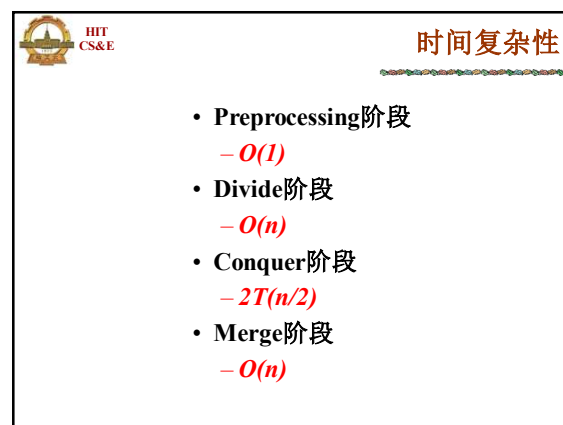 HIT
CS&E
时间复杂性
• Preprocessing阶段
– O(1)
• Divide阶段
– O(n)
• Conquer阶段
– 2T(n/2)
• Merge阶段
– O(n)